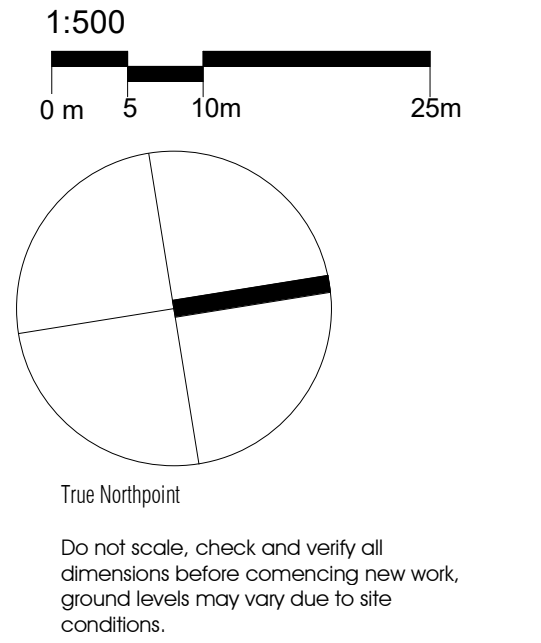 1:500
0 m 5 10m 25m
True Northpoint
Do not scale, check and verify all
dimensions before comencing new work,
ground levels may vary due to site
conditions.